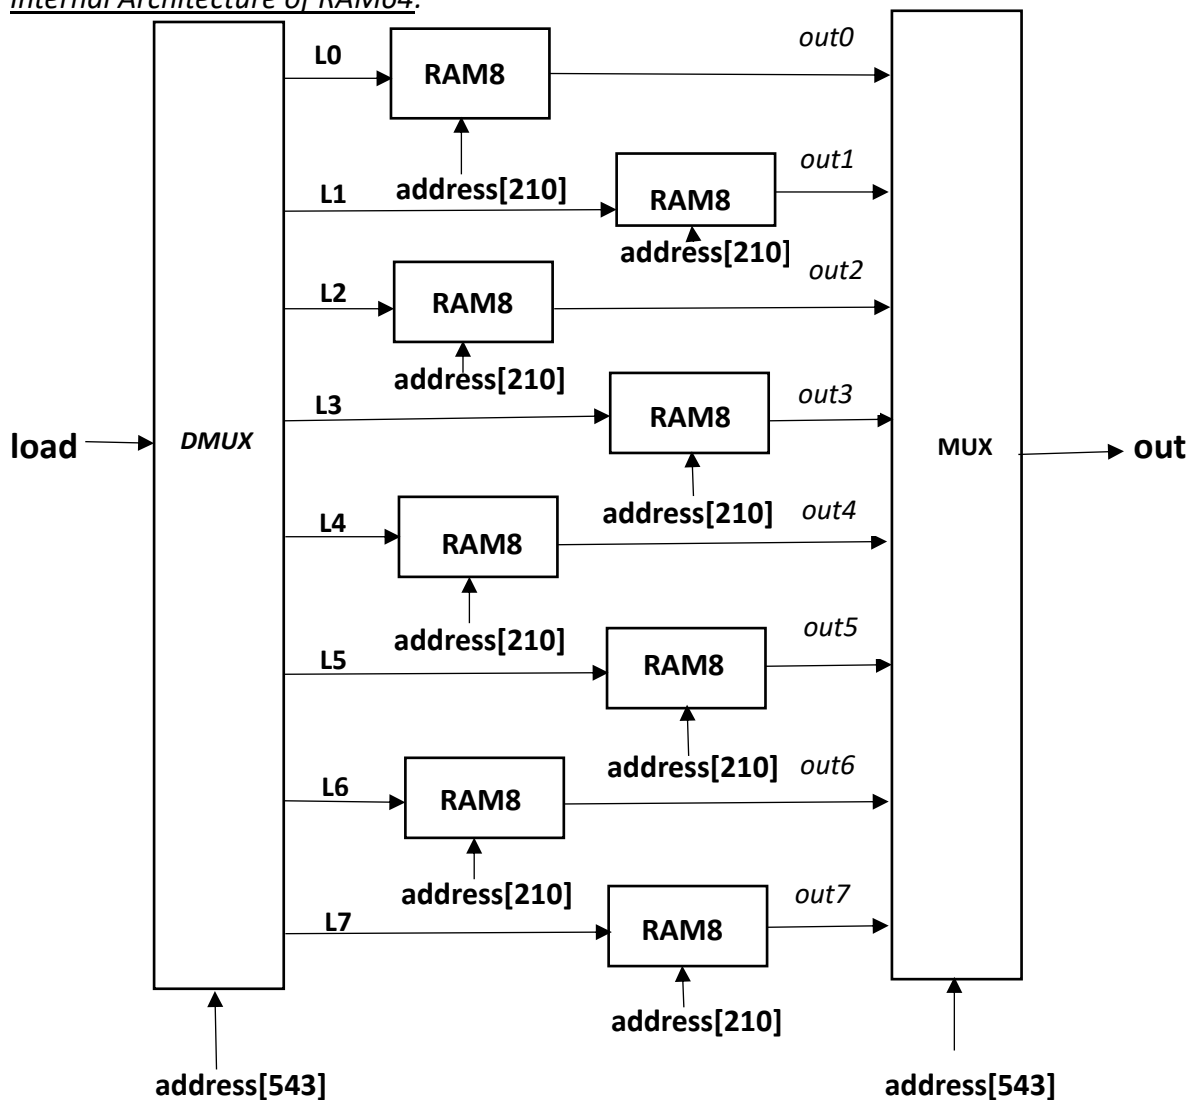 Internal Architecture of RAM64:
L0
RAM8
out0
address[210]
L1
RAM8
out1
address[210]
L2
RAM8
out2
address[210]
L3
RAM8
out3
address[210]
load
DMUX
MUX
out
L4
RAM8
out4
address[210]
L5
RAM8
out5
address[210]
L6
RAM8
out6
address[210]
L7
RAM8
out7
address[210]
address[543]
address[543]